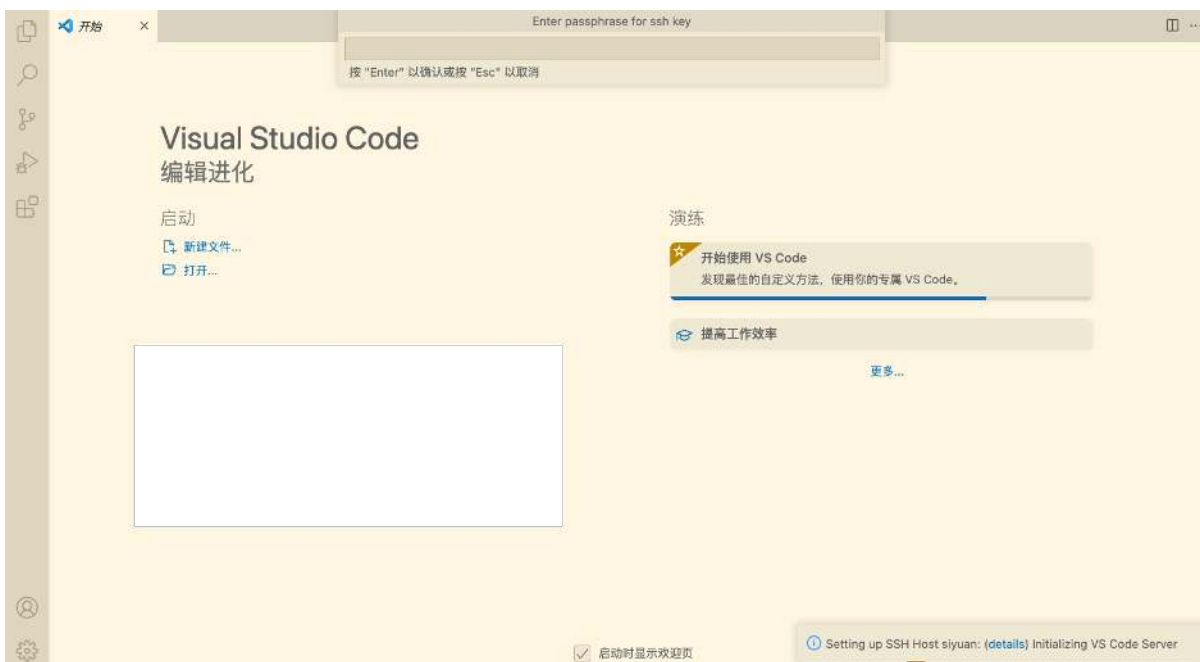 开始
Enter passphrase for ssh key
按 "Enter" 以确认或按 "Esc" 以取消
Visual Studio Code
编辑进化
启动
新建文件...
打开...
演练
开始使用 VS Code
发现最佳的自定义方法，使用你的专属 VS Code。
提高工作效率
更多...
启动时显示欢迎页
Setting up SSH Host siyuan: (details) Initializing VS Code Server